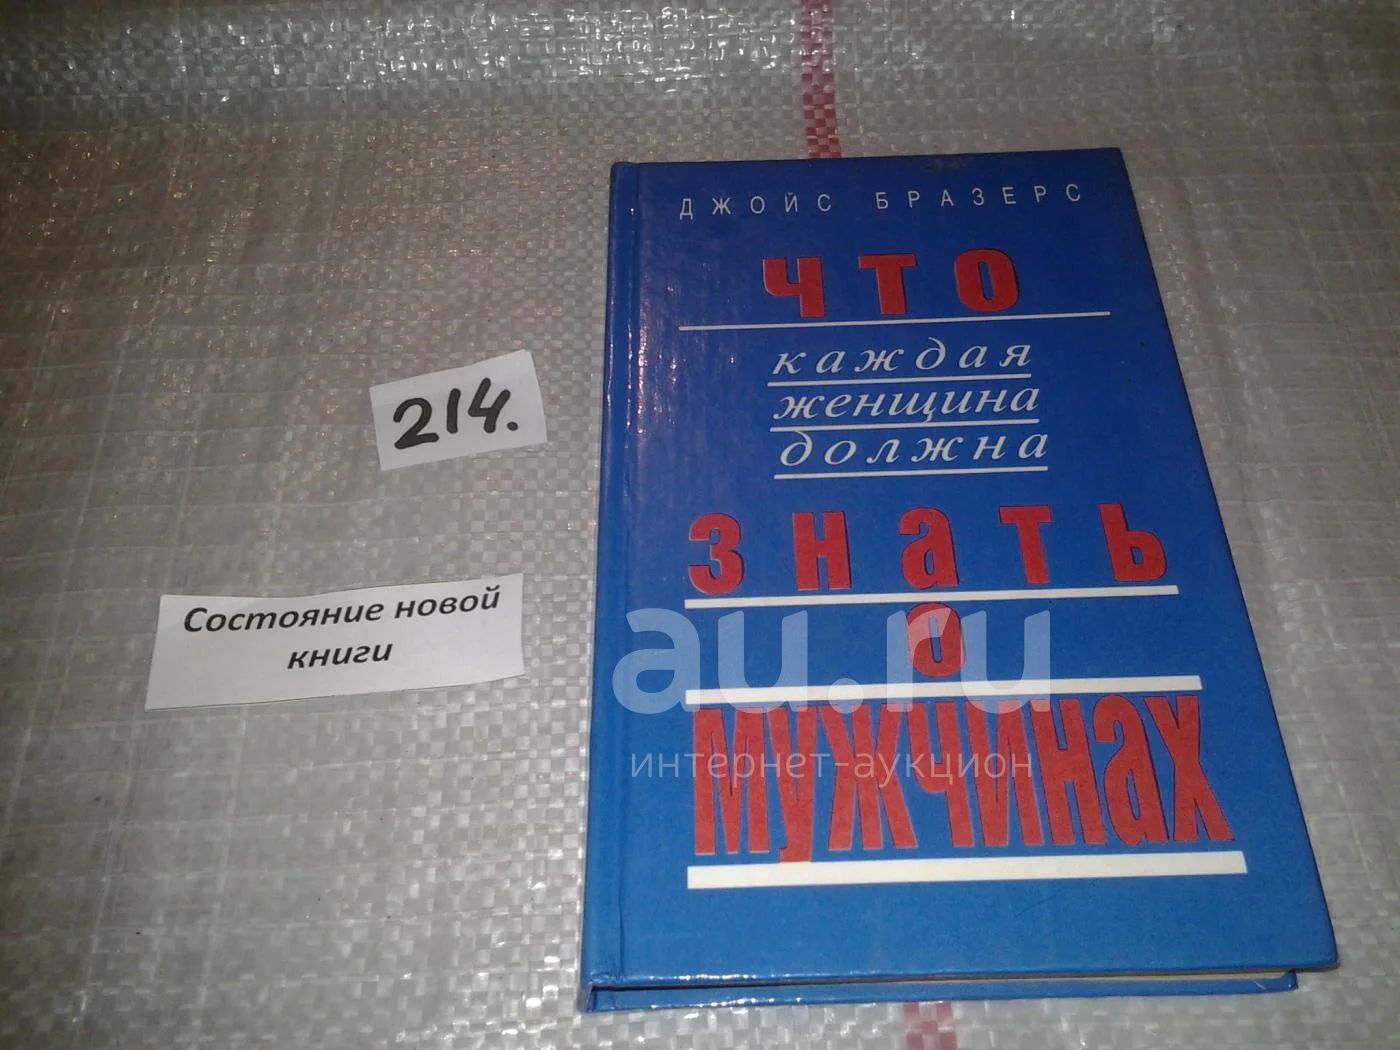 ДЖОЙС БРАЗЕРС
ЧТО
каждая
женщина
должна
знать
о
мужчинах
214.
Состояние новой
книги
au.ru
интернет-аукцион